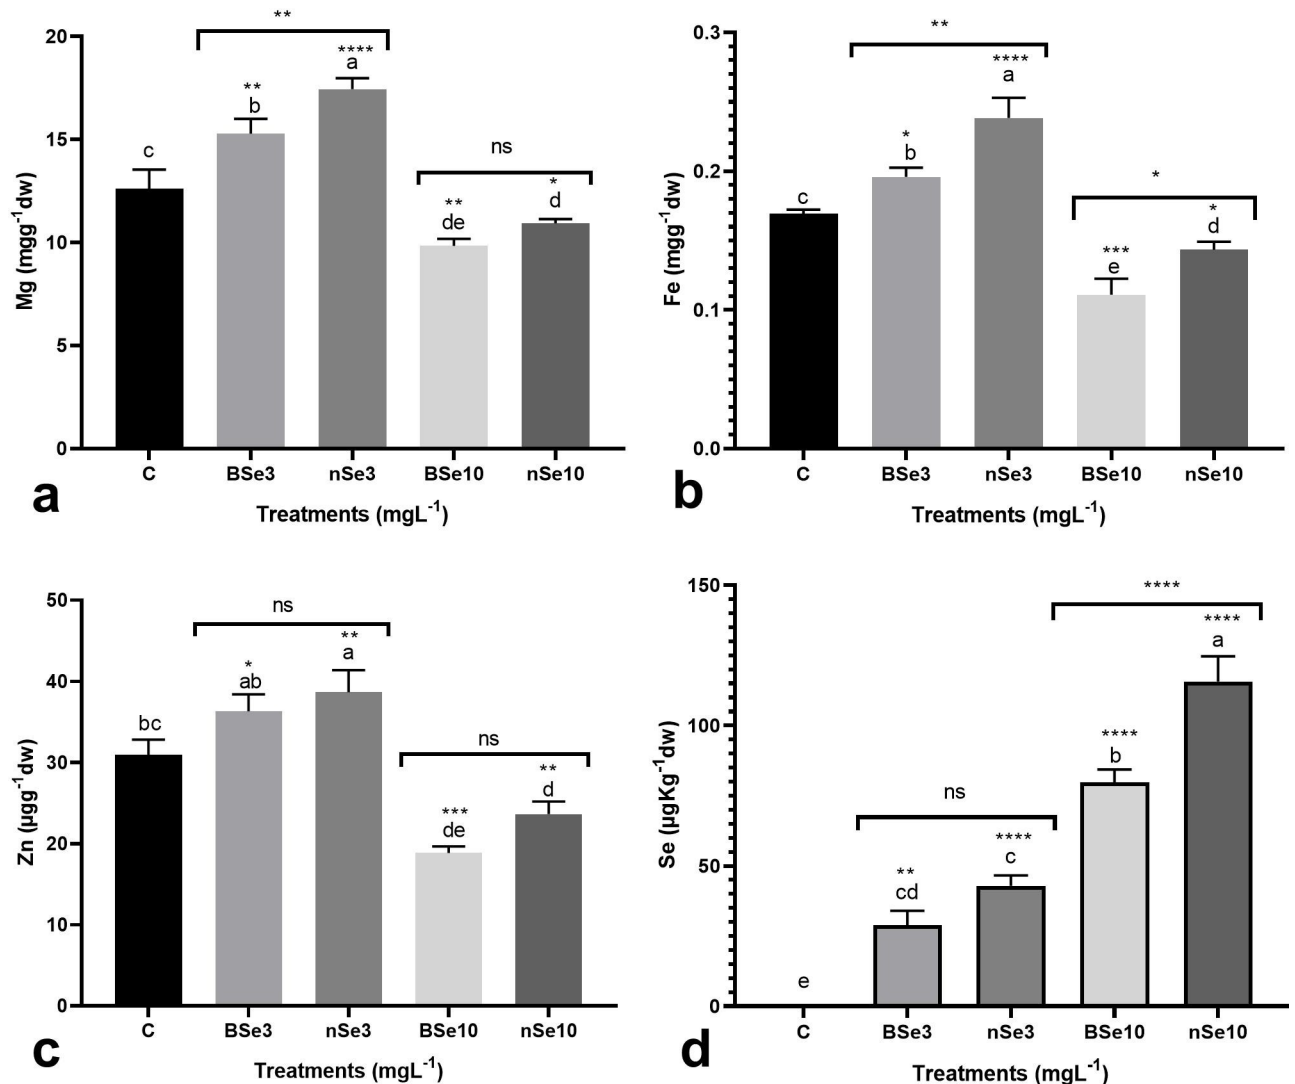 **
20
15
10
5
0
Mg (mgg-1dw)
c
**
b
****
a
ns
**
de
*
d
C BSe3 nSe3 BSe10 nSe10
Treatments (mgL-1)
a
**
0.3
0.2
0.1
0.0
Fe (mgg-1dw)
c
*
b
****
a
*
***
e
*
d
C BSe3 nSe3 BSe10 nSe10
Treatments (mgL-1)
b
ns
50
40
30
20
10
0
Zn (µgg-1dw)
bc
*
ab
**
a
ns
***
de
**
d
C BSe3 nSe3 BSe10 nSe10
Treatments (mgL-1)
c
****
150
100
50
0
Se (µgKg-1dw)
e
ns
**
cd
****
c
****
b
****
a
C BSe3 nSe3 BSe10 nSe10
Treatments (mgL-1)
d